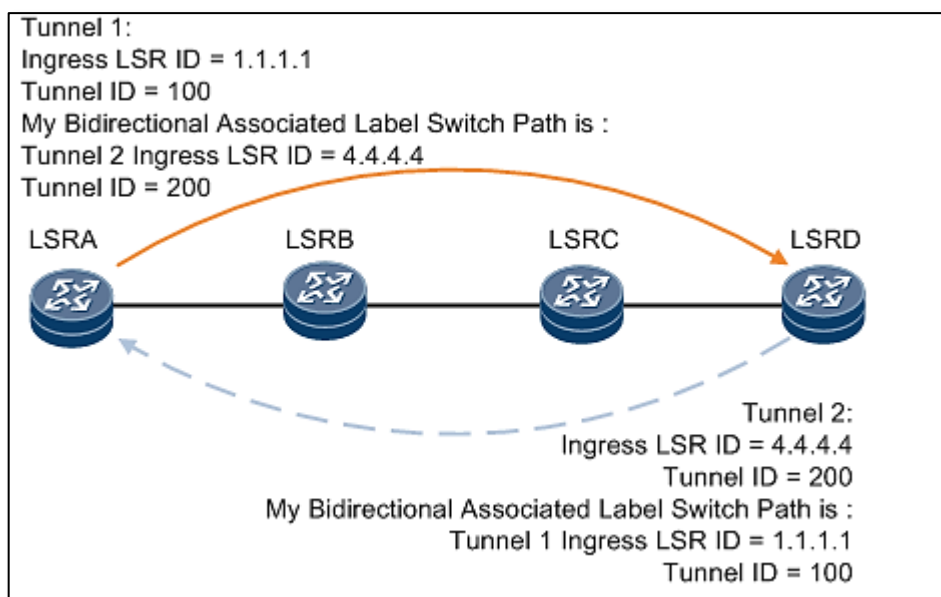 Tunnel 1:
Ingress LSR ID = 1.1.1.1
Tunnel ID = 100
My Bidirectional Associated Label Switch Path is :
Tunnel 2 Ingress LSR ID = 4.4.4.4
Tunnel ID = 200
LSRA
LSRB
LSRC
LSRD
Tunnel 2:
Ingress LSR ID = 4.4.4.4
Tunnel ID = 200
My Bidirectional Associated Label Switch Path is :
Tunnel 1 Ingress LSR ID = 1.1.1.1
Tunnel ID = 100